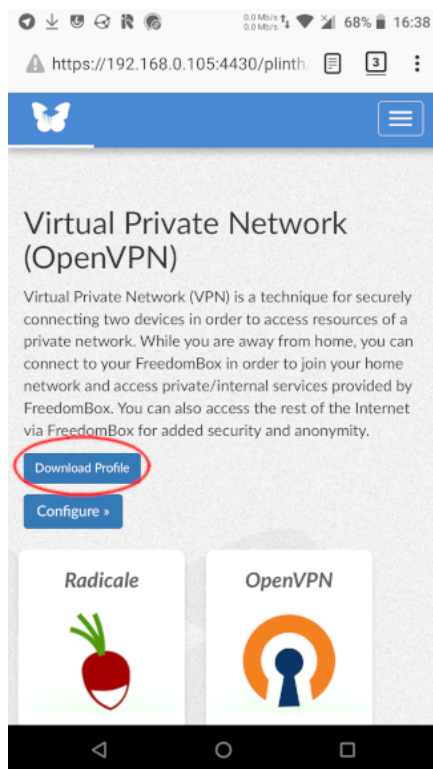 0.0 Mb/s
0.0 Mb/s
68%
16:38
https://192.168.0.105:4430/plinth/
3
Virtual Private Network
(OpenVPN)
Virtual Private Network (VPN) is a technique for securely
connecting two devices in order to access resources of a
private network. While you are away from home, you can
connect to your FreedomBox in order to join your home
network and access private/internal services provided by
FreedomBox. You can also access the rest of the Internet
via FreedomBox for added security and anonymity.
Download Profile
Configure »
Radicale
OpenVPN